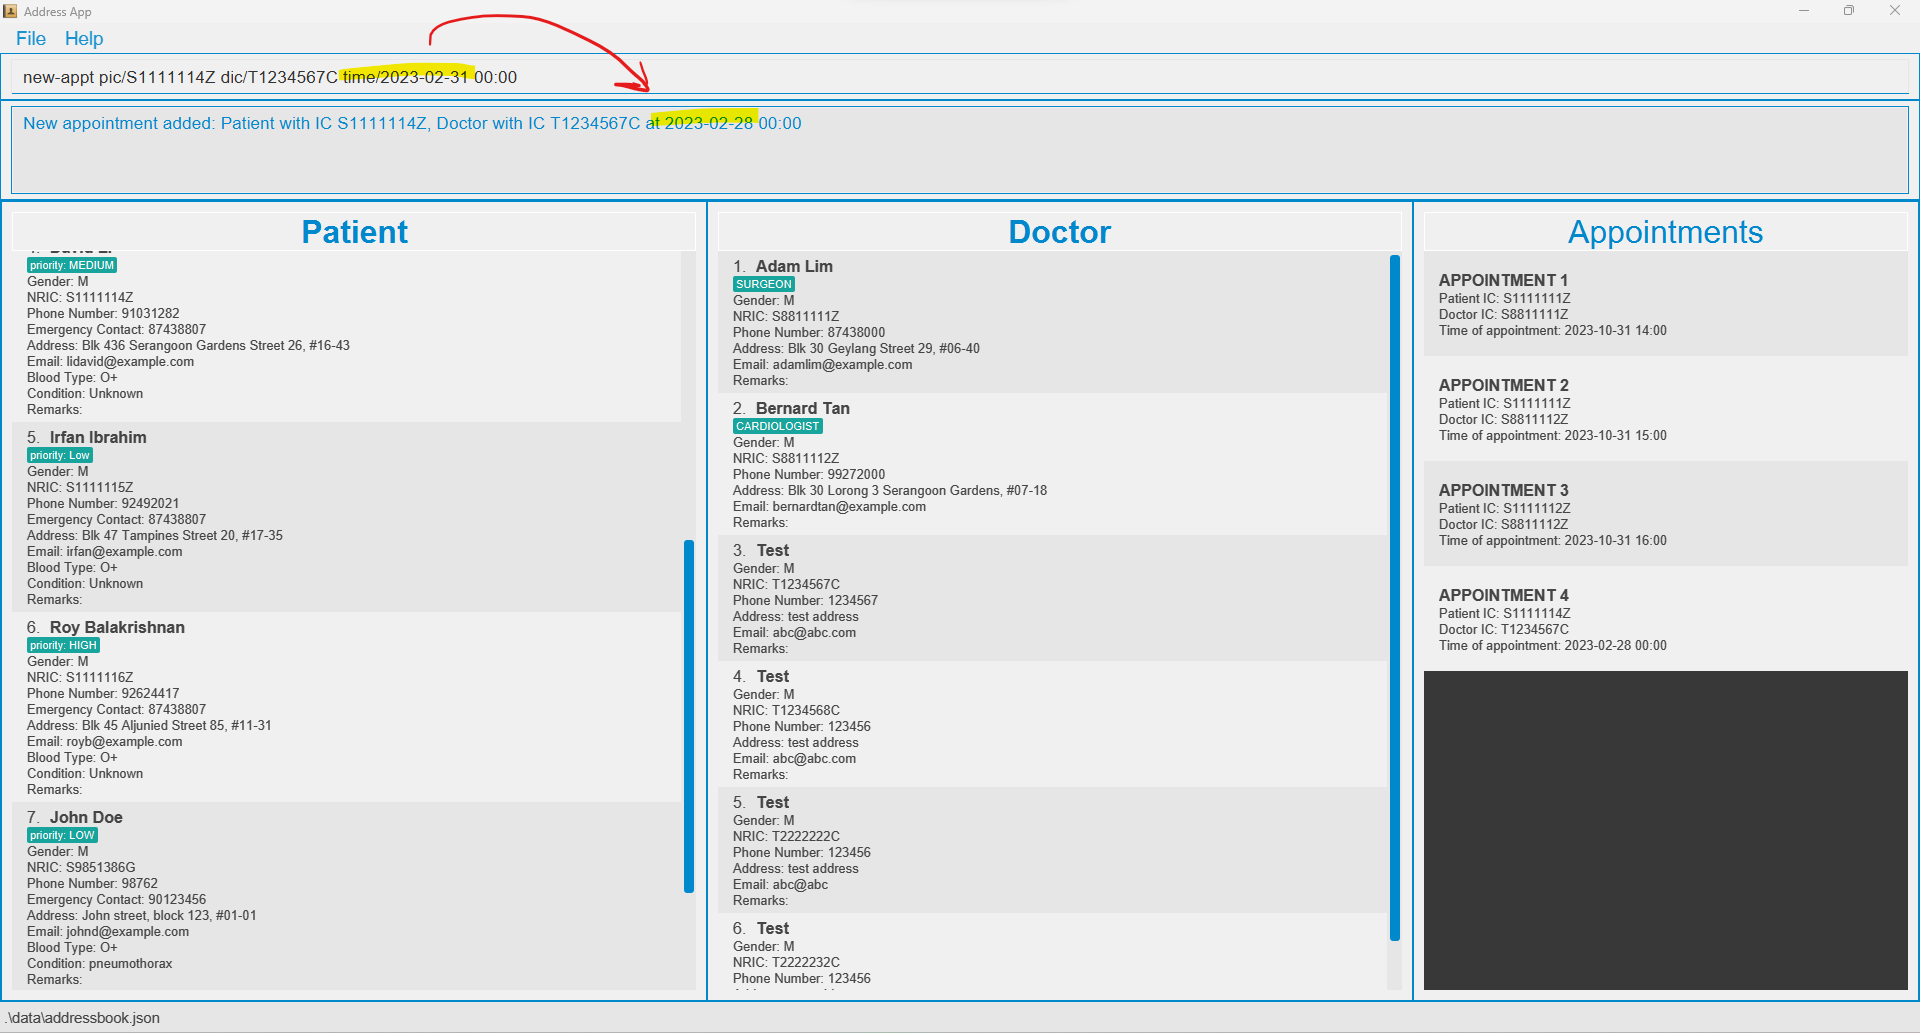 Address App
File Help
new-appt pic/S1111114Z dic/T1234567C time/2023-02-31 00:00
New appointment added: Patient with IC S1111114Z, Doctor with IC T1234567C at 2023-02-28 00:00
Patient
priority: MEDIUM
Gender: M
NRIC: S1111114Z
Phone Number: 91031282
Emergency Contact: 87438807
Address: Blk 436 Serangoon Gardens Street 26, #16-43
Email: lidavid@example.com
Blood Type: O+
Condition: Unknown
Remarks:
5. Irfan Ibrahim
priority: Low
Gender: M
NRIC: S1111115Z
Phone Number: 92492021
Emergency Contact: 87438807
Address: Blk 47 Tampines Street 20, #17-35
Email: irfan@example.com
Blood Type: O+
Condition: Unknown
Remarks:
6. Roy Balakrishnan
priority: HIGH
Gender: M
NRIC: S1111116Z
Phone Number: 92624417
Emergency Contact: 87438807
Address: Blk 45 Aljunied Street 85, #11-31
Email: royb@example.com
Blood Type: O+
Condition: Unknown
Remarks:
7. John Doe
priority: LOW
Gender: M
NRIC: S9851386G
Phone Number: 98762
Emergency Contact: 90123456
Address: John street, block 123, #01-01
Email: johnd@example.com
Blood Type: O+
Condition: pneumothorax
Remarks:
Doctor
1. Adam Lim
SURGEON
Gender: M
NRIC: S8811111Z
Phone Number: 87438000
Address: Blk 30 Geylang Street 29, #06-40
Email: adamlim@example.com
Remarks:
2. Bernard Tan
CARDIOLOGIST
Gender: M
NRIC: S8811112Z
Phone Number: 99272000
Address: Blk 30 Lorong 3 Serangoon Gardens, #07-18
Email: bernardtan@example.com
Remarks:
3. Test
Gender: M
NRIC: T1234567C
Phone Number: 1234567
Address: test address
Email: abc@abc.com
Remarks:
4. Test
Gender: M
NRIC: T1234568C
Phone Number: 123456
Address: test address
Email: abc@abc.com
Remarks:
5. Test
Gender: M
NRIC: T2222222C
Phone Number: 123456
Address: test address
Email: abc@abc
Remarks:
6. Test
Gender: M
NRIC: T2222232C
Phone Number: 123456
Appointments
APPOINTMENT 1
Patient IC: S1111111Z
Doctor IC: S8811111Z
Time of appointment: 2023-10-31 14:00
APPOINTMENT 2
Patient IC: S1111111Z
Doctor IC: S8811112Z
Time of appointment: 2023-10-31 15:00
APPOINTMENT 3
Patient IC: S1111112Z
Doctor IC: S8811112Z
Time of appointment: 2023-10-31 16:00
APPOINTMENT 4
Patient IC: S1111114Z
Doctor IC: T1234567C
Time of appointment: 2023-02-28 00:00
.\data\addressbook.json